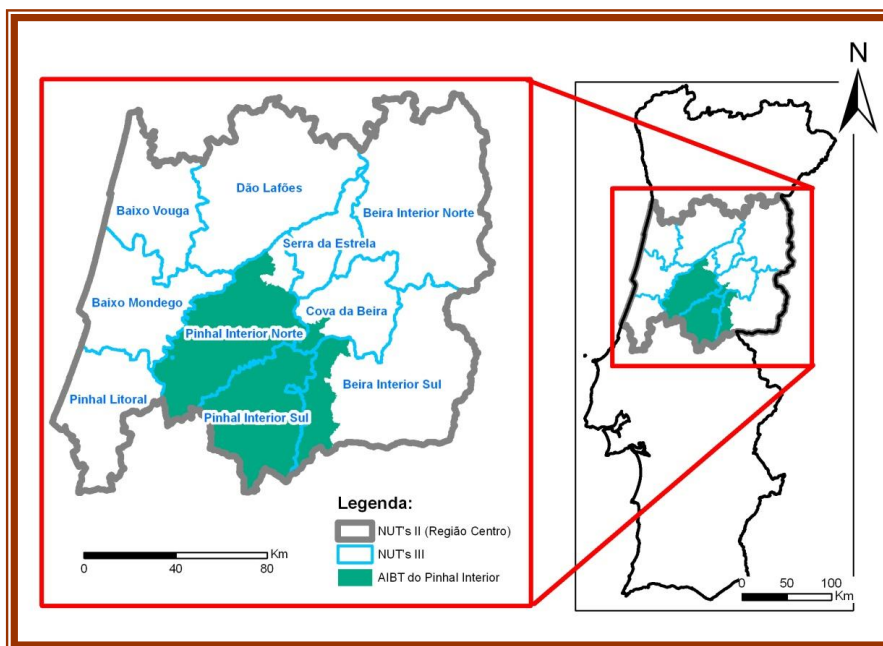 N
Dão Lafões
Baixo Vouga
Beira Interior Norte
Serra da Estrela
Baixo Mondego
Cova da Beira
Pinhal Interior Norte
Pinhal Litoral
Beira Interior Sul
Pinhal Interior Sul
Legenda:
NUT's II (Região Centro)
NUT's III
AIBT do Pinhal Interior
Km
0 40 80
0 50 100
Km